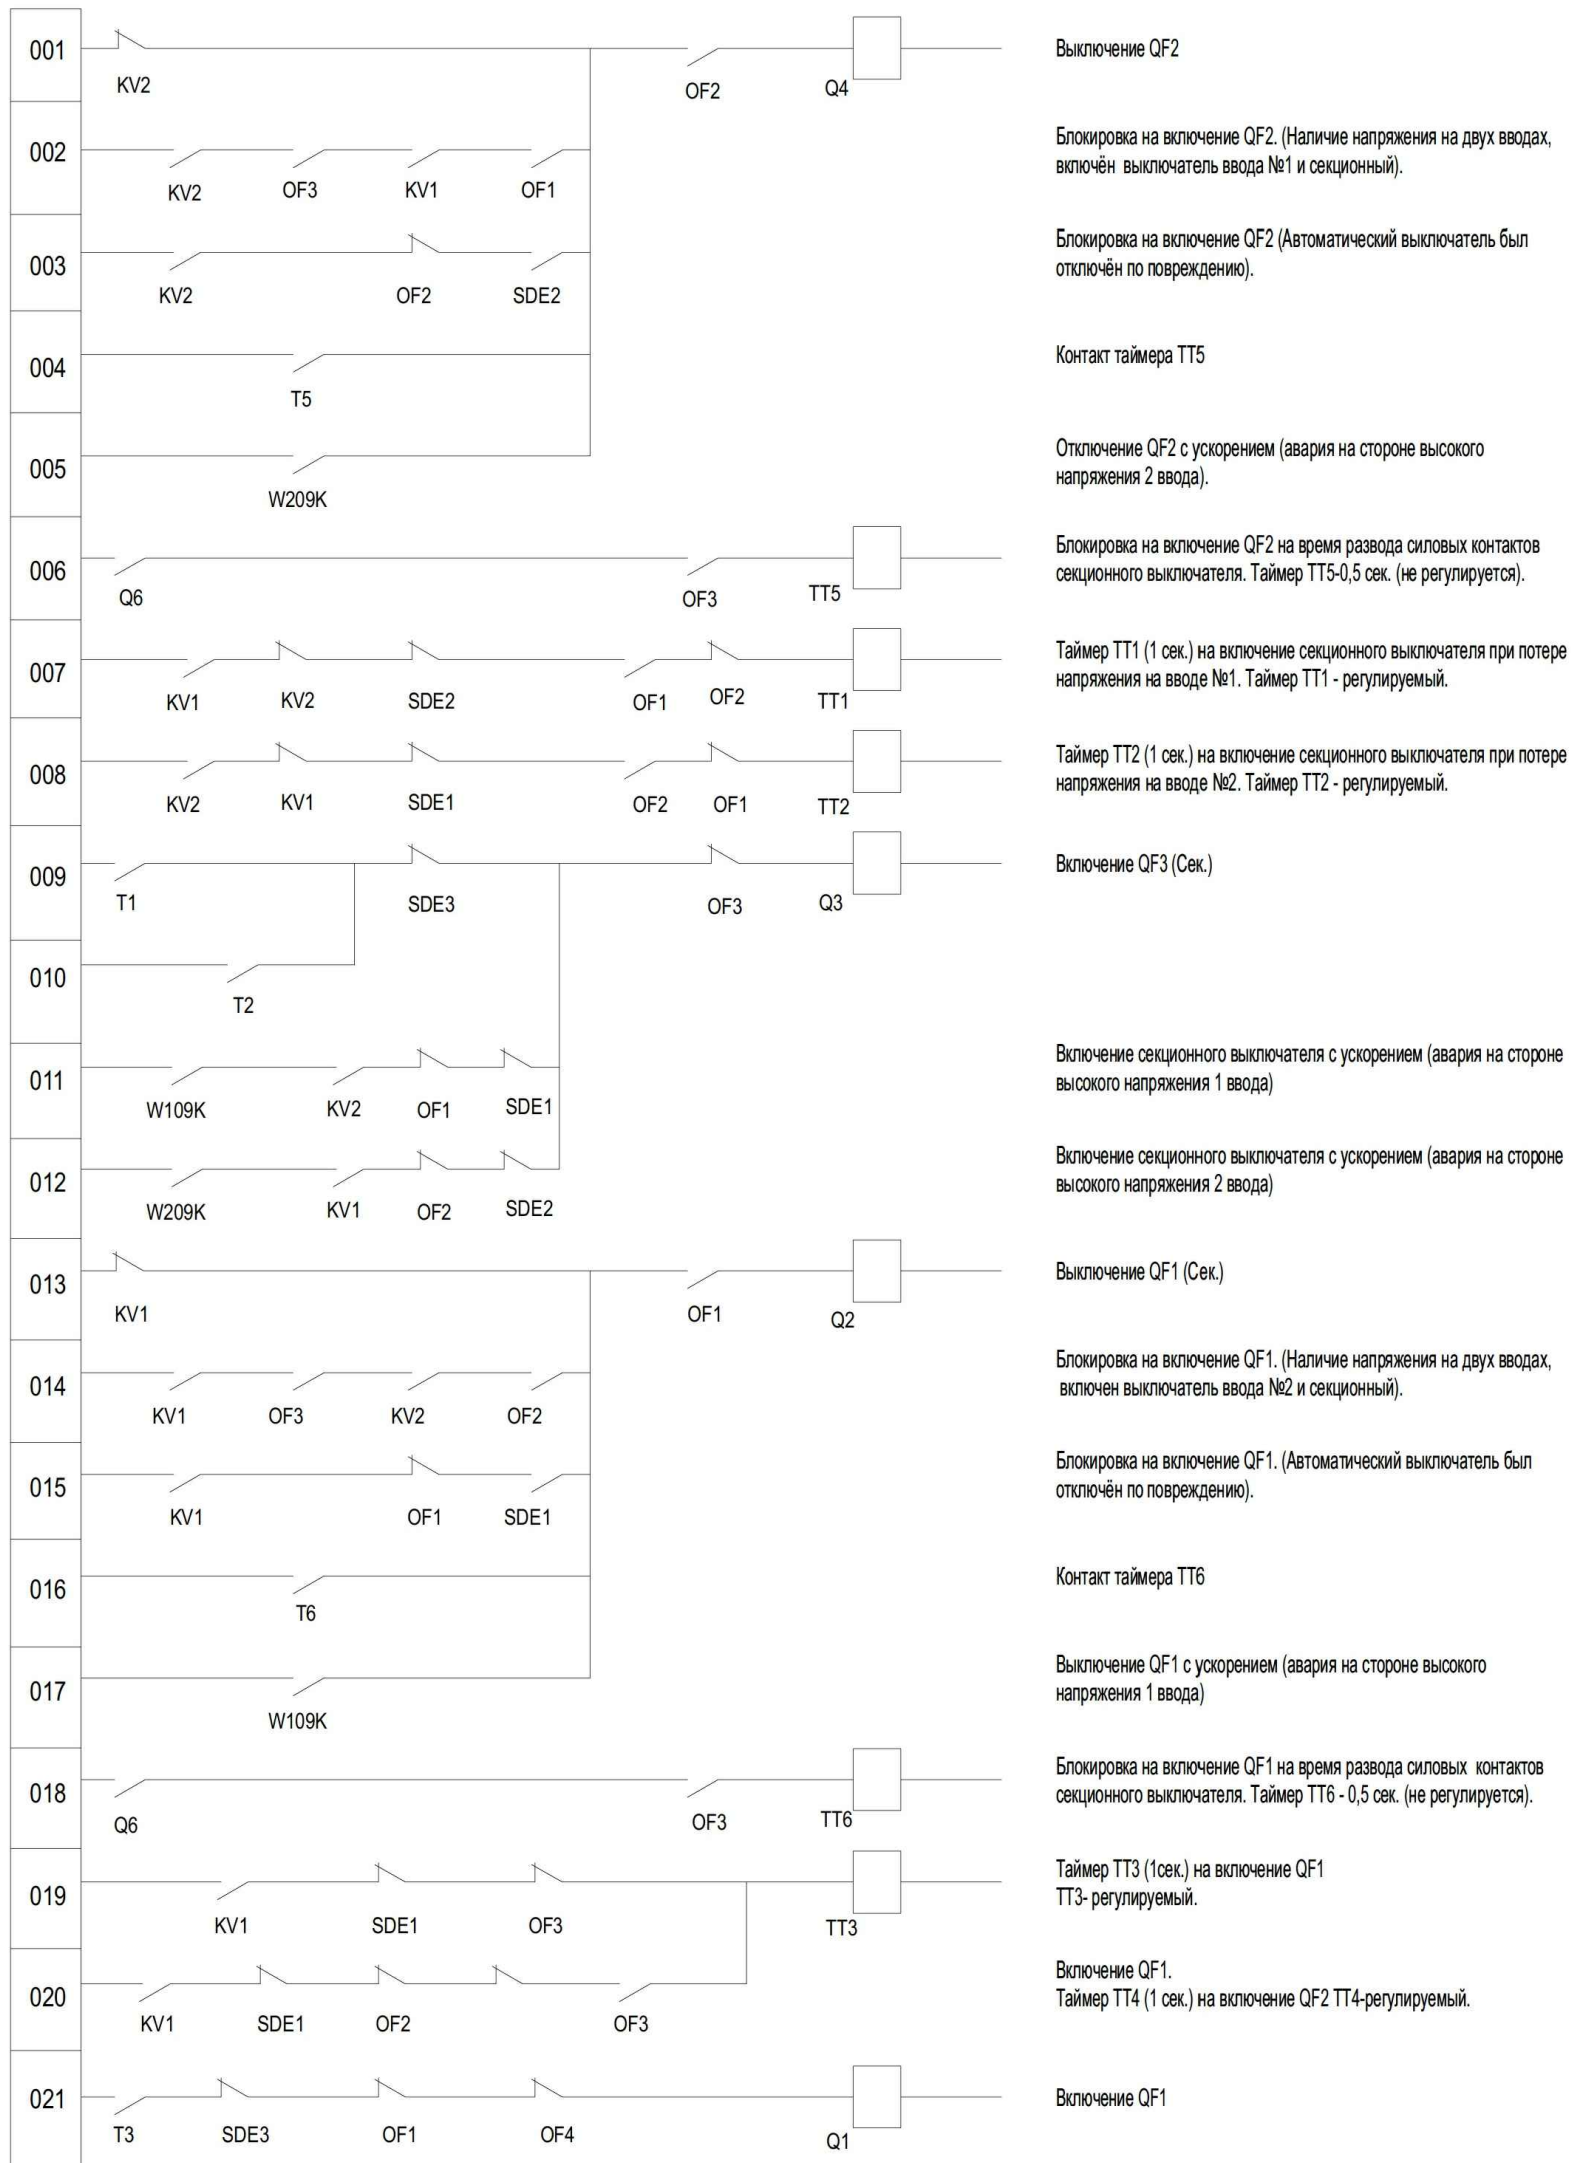 001
KV2
OF2
Q4
Выключение QF2
002
KV2
OF3
KV1
OF1
Блокировка на включение QF2. (Наличие напряжения на двух вводах,
включён выключатель ввода №1 и секционный).
003
KV2
OF2
SDE2
Блокировка на включение QF2 (Автоматический выключатель был
отключён по повреждению).
004
T5
Контакт таймера ТТ5
005
W209K
Отключение QF2 с ускорением (авария на стороне высокого
напряжения 2 ввода).
006
Q6
OF3
TT5
Блокировка на включение QF2 на время развода силовых контактов
секционного выключателя. Таймер ТТ5-0,5 сек. (не регулируется).
007
KV1
KV2
SDE2
OF1
OF2
TT1
Таймер ТТ1 (1 сек.) на включение секционного выключателя при потере
напряжения на вводе №1. Таймер ТТ1 - регулируемый.
008
KV2
KV1
SDE1
OF2
OF1
TT2
Таймер ТТ2 (1 сек.) на включение секционного выключателя при потере
напряжения на вводе №2. Таймер ТТ2 - регулируемый.
009
T1
SDE3
OF3
Q3
Включение QF3 (Сек.)
010
T2
011
W109K
KV2
OF1
SDE1
Включение секционного выключателя с ускорением (авария на стороне
высокого напряжения 1 ввода)
012
W209K
KV1
OF2
SDE2
Включение секционного выключателя с ускорением (авария на стороне
высокого напряжения 2 ввода)
013
KV1
OF1
Q2
Выключение QF1 (Сек.)
014
KV1
OF3
KV2
OF2
Блокировка на включение QF1. (Наличие напряжения на двух вводах,
включен выключатель ввода №2 и секционный).
015
KV1
OF1
SDE1
Блокировка на включение QF1. (Автоматический выключатель был
отключён по повреждению).
016
T6
Контакт таймера ТТ6
017
W109K
Выключение QF1 с ускорением (авария на стороне высокого
напряжения 1 ввода)
018
Q6
OF3
TT6
Блокировка на включение QF1 на время развода силовых контактов
секционного выключателя. Таймер ТТ6 - 0,5 сек. (не регулируется).
019
KV1
SDE1
OF3
TT3
Таймер ТТ3 (1сек.) на включение QF1
ТТ3- регулируемый.
020
KV1
SDE1
OF2
OF3
Включение QF1.
Таймер ТТ4 (1 сек.) на включение QF2 ТТ4-регулируемый.
021
T3
SDE3
OF1
OF4
Q1
Включение QF1